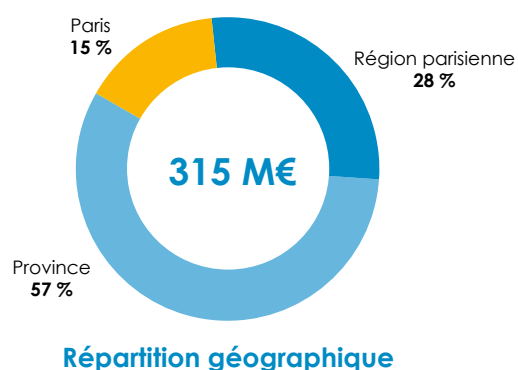 Paris
15 %
Région parisienne
28 %
315 M€
Province
57 %
Répartition géographique